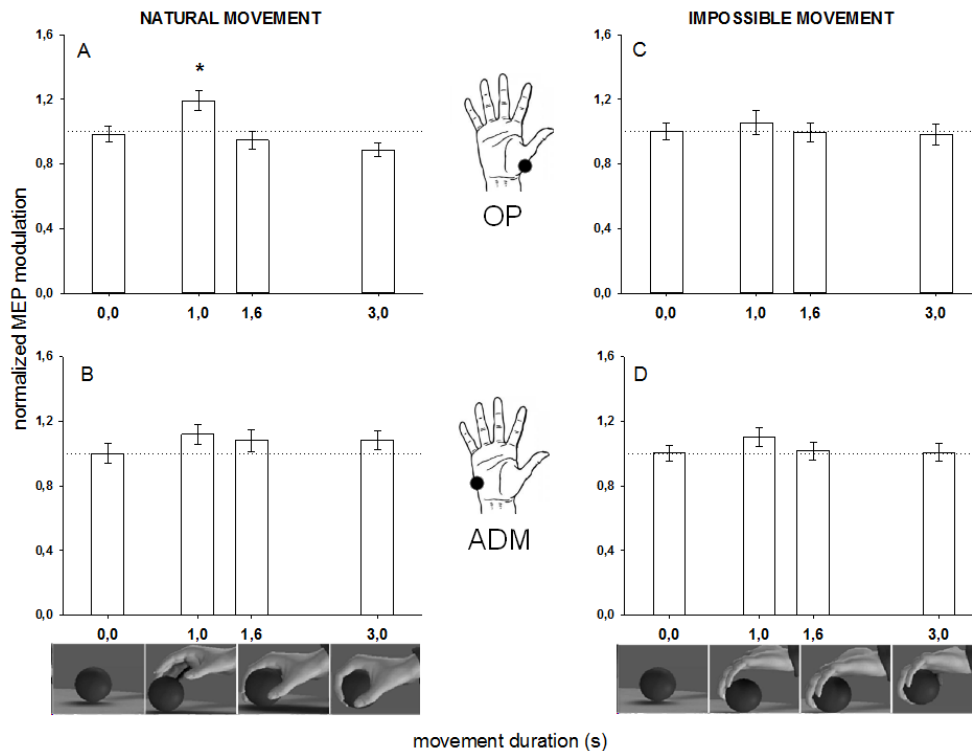 NATURAL MOVEMENT
IMPOSSIBLE MOVEMENT
normalized MEP modulation
A
*
1,6
1,2
0,8
0,4
0,0
0,0 1,0 1,6 3,0
OP
C
1,6
1,2
0,8
0,4
0,0
0,0 1,0 1,6 3,0
B
1,6
1,2
0,8
0,4
0,0
0,0 1,0 1,6 3,0
ADM
D
1,6
1,2
0,8
0,4
0,0
0,0 1,0 1,6 3,0
movement duration (s)